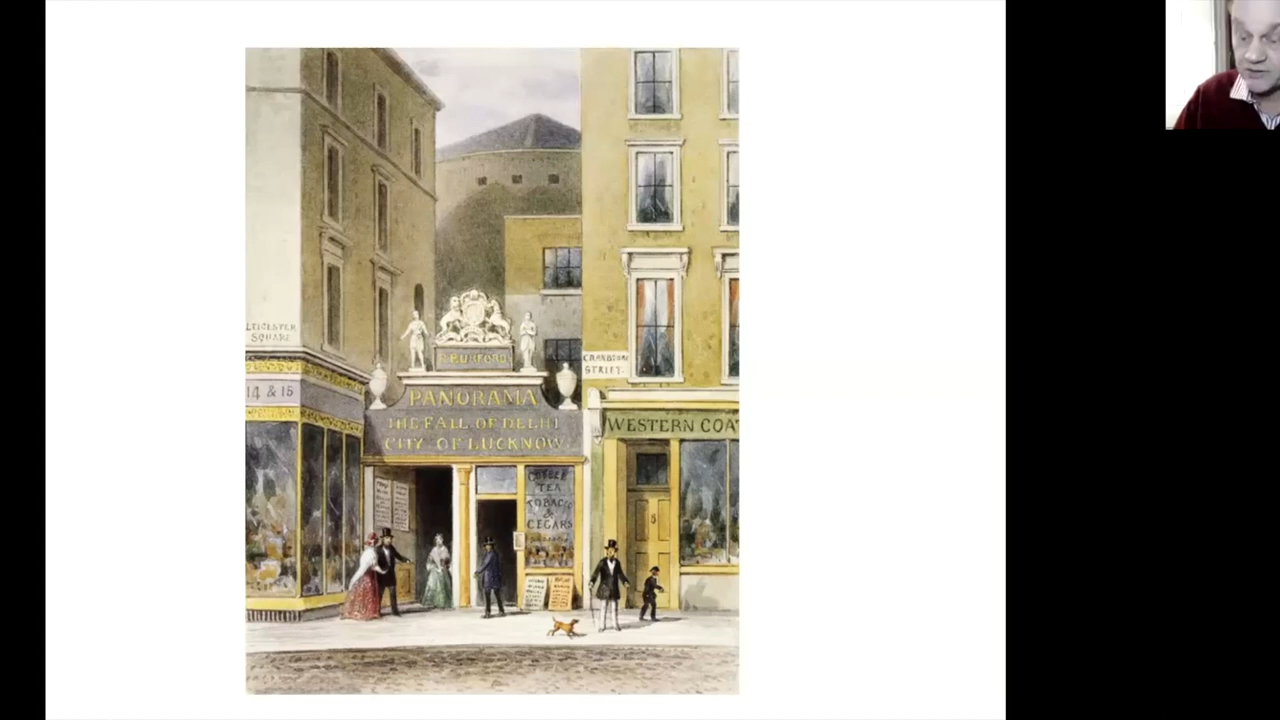 LEICESTER
SQUARE
14 & 15
R. BURFORD
PANORAMA
THE FALL OF DELHI
CITY OF LUCKNOW
CRANBOURN
STREET.
WESTERN COA
COFFEE
TEA
TOBACCO
&
CEGARS